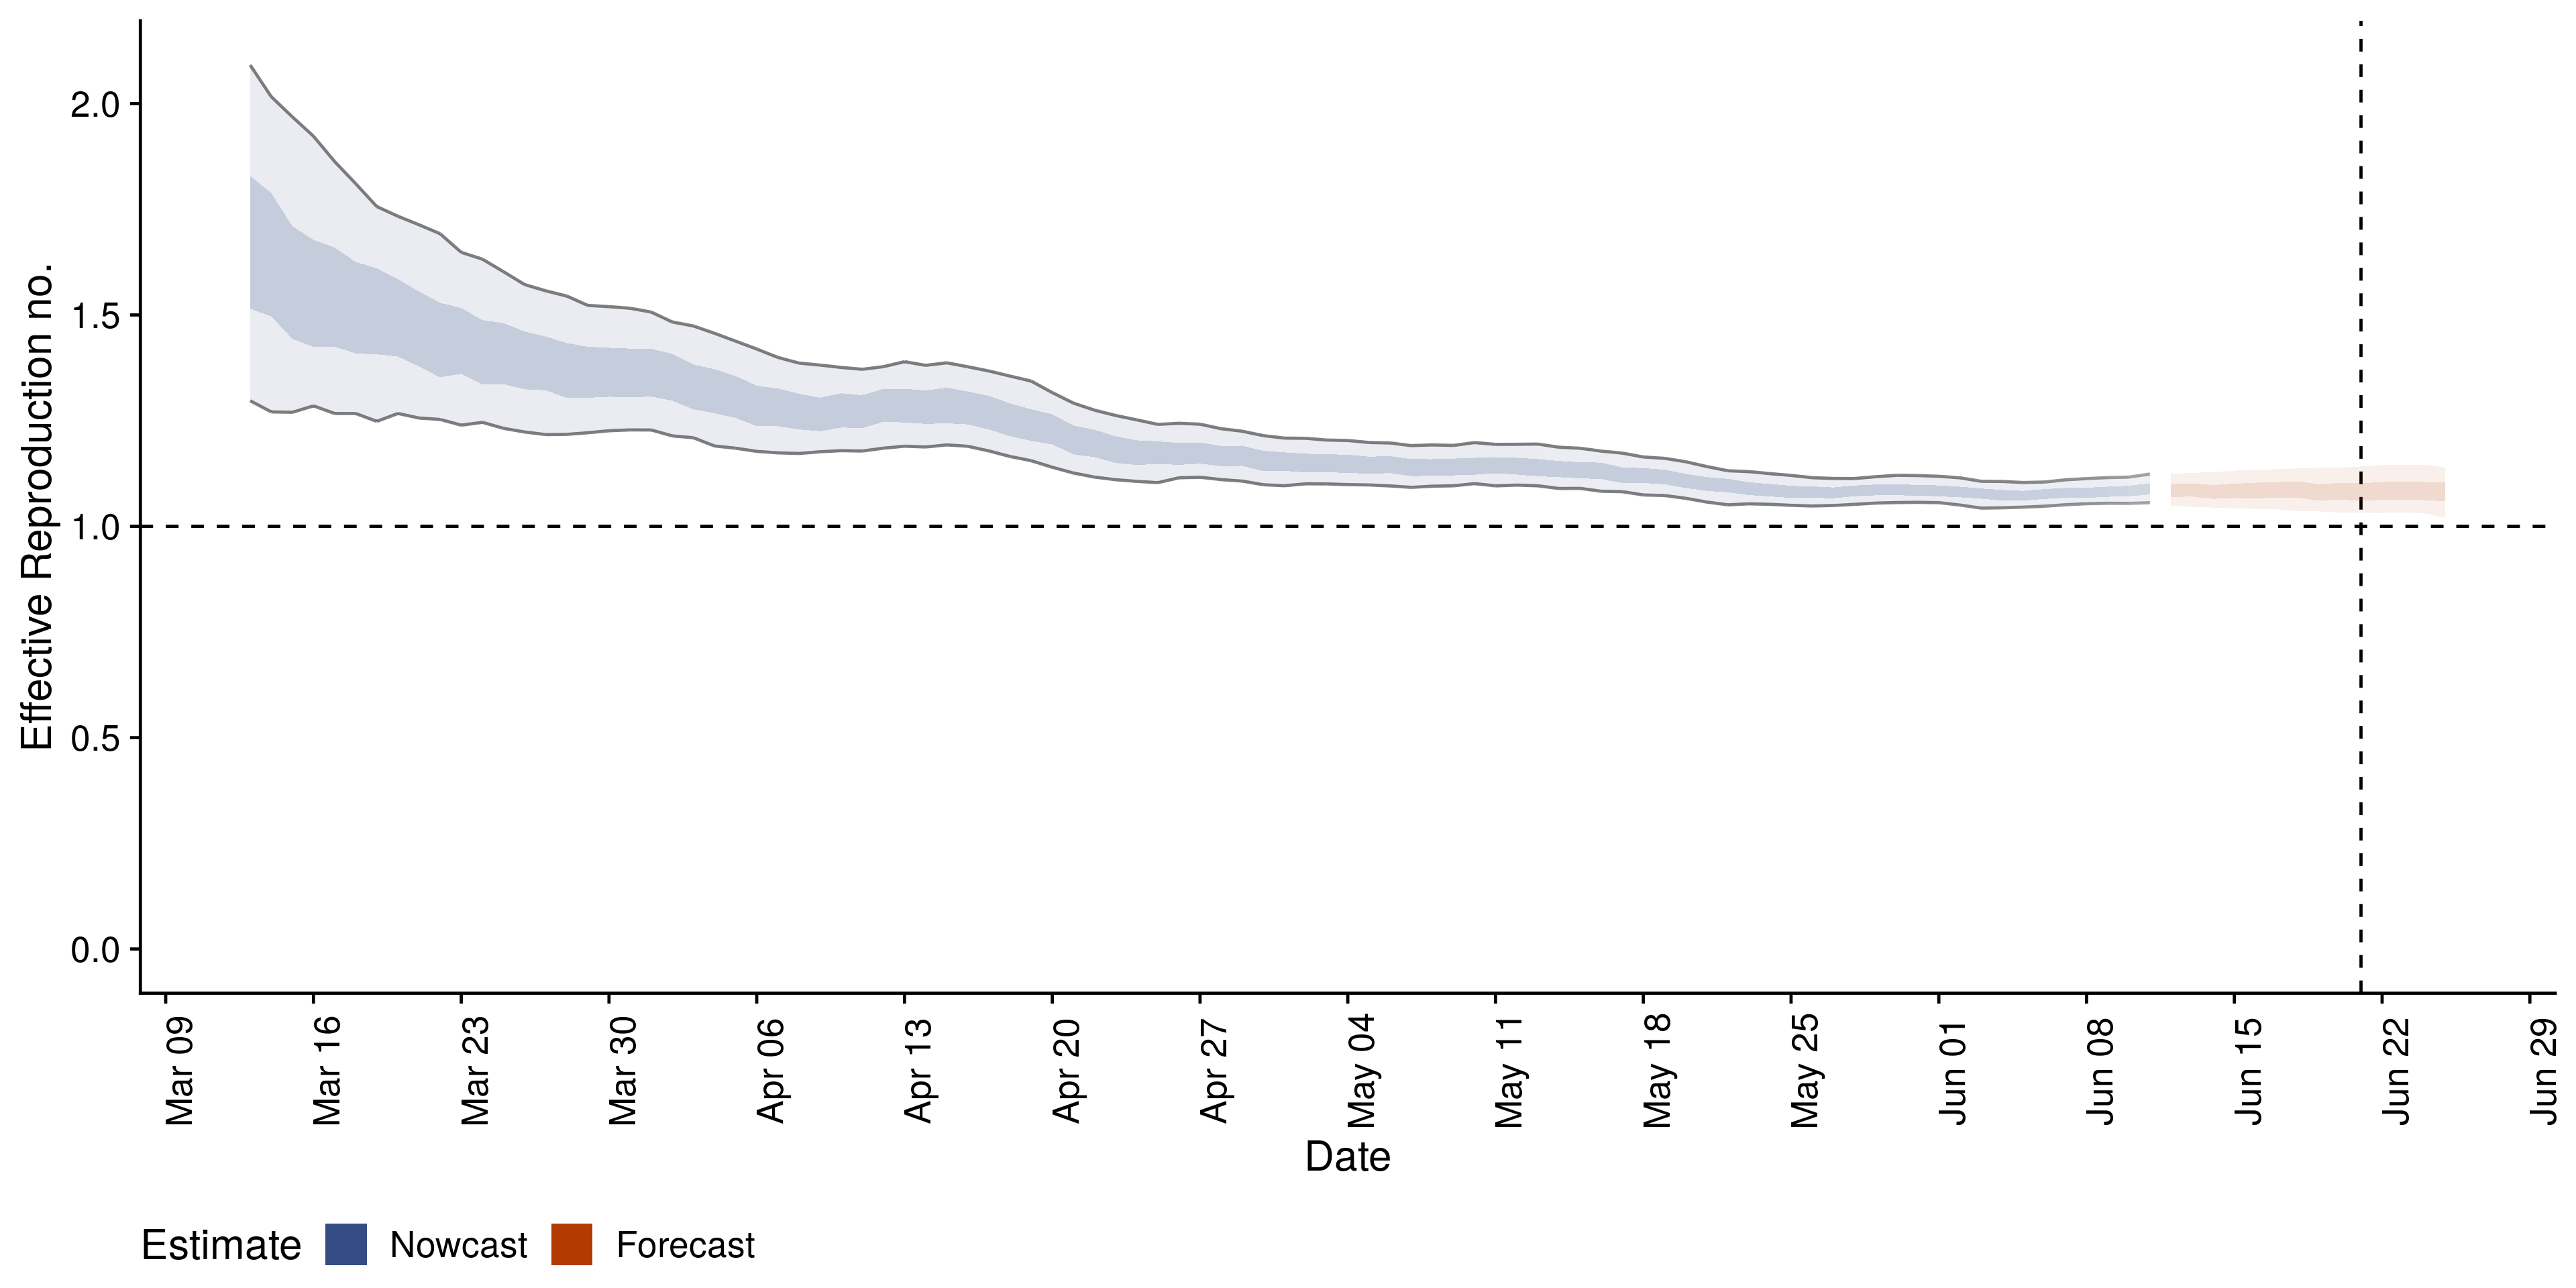 Effective Reproduction no.
2.0
1.5
1.0
0.5
0.0
Mar 09
Mar 16
Mar 23
Mar 30
Apr 06
Apr 13
Apr 20
Apr 27
May 04
May 11
May 18
May 25
Jun 01
Jun 08
Jun 15
Jun 22
Jun 29
Date
Estimate Nowcast Forecast